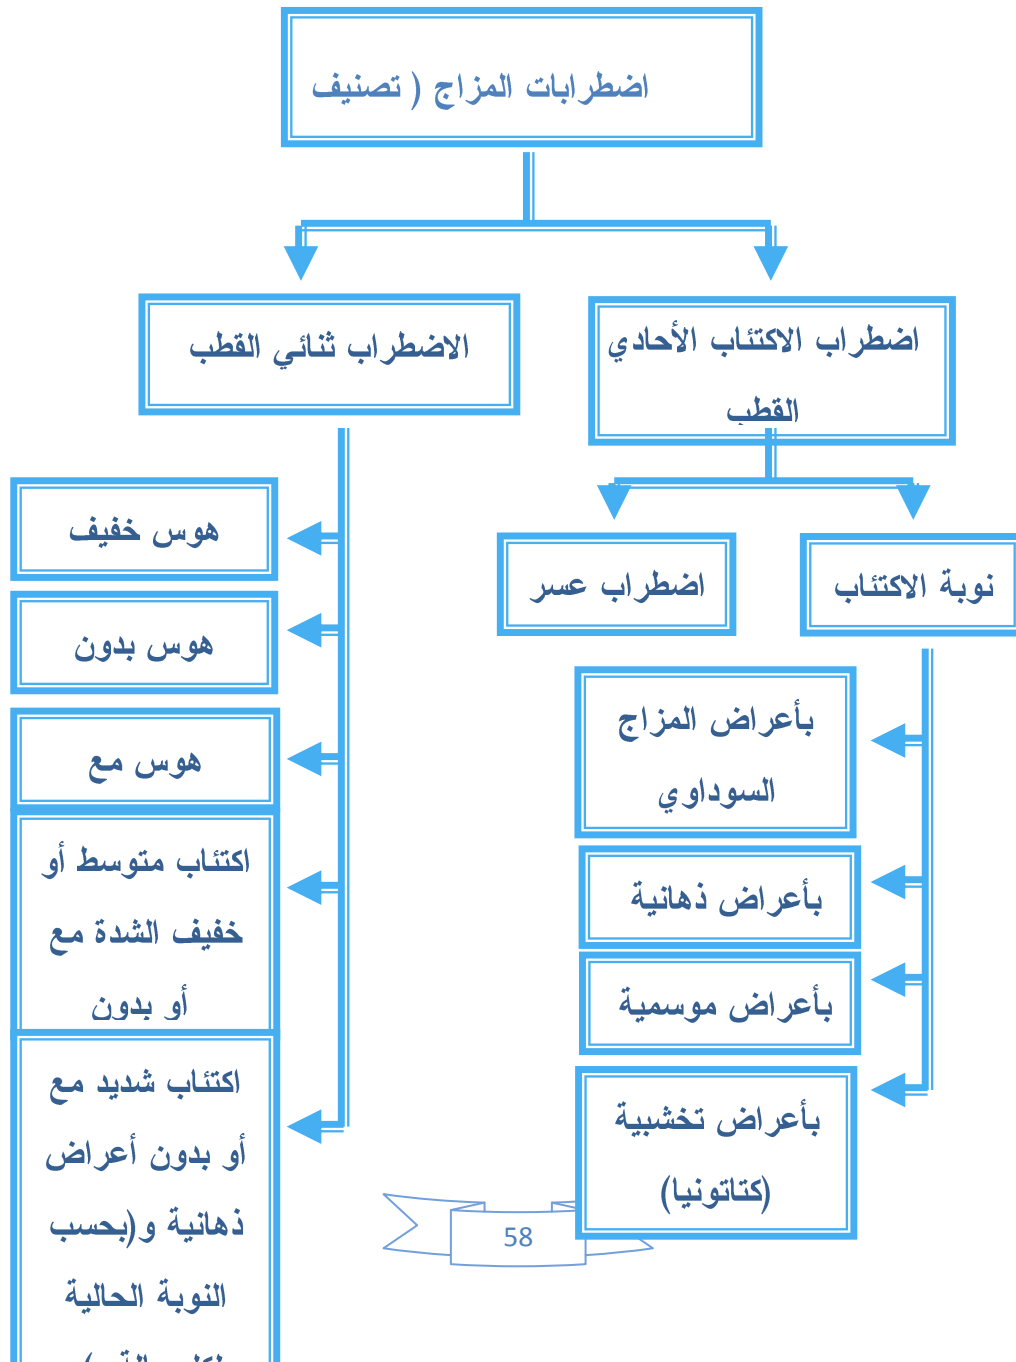 اضطرابات المزاج ( تصنيف
اضطراب الاكتئاب الأحادي
القطب
الاضطراب ثنائي القطب
نوبة الاكتئاب
اضطراب عسر
بأعراض المزاج
السوداوي
بأعراض ذهانية
بأعراض موسمية
بأعراض تخشبية
(كتاتونيا)
هوس خفيف
هوس بدون
هوس مع
اكتئاب متوسط أو
خفيف الشدة مع
أو بدون
اكتئاب شديد مع
أو بدون أعراض
ذهانية و(بحسب
النوبة الحالية
58